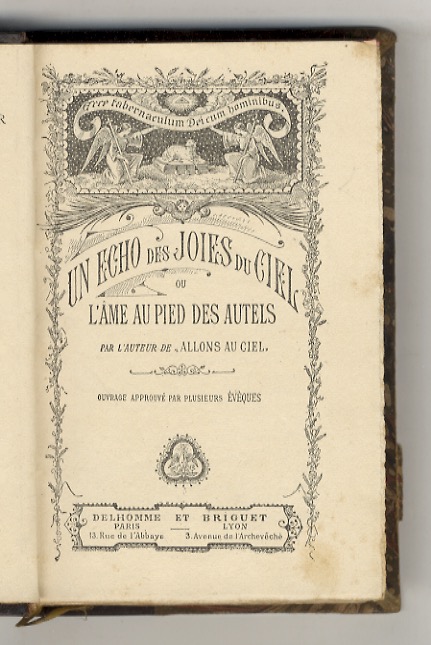 R
Ecce tabernaculum Dei cum hominibus
UN ECHO DES JOIES DU CIEL
OU
L'ÂME AU PIED DES AUTELS
PAR L'AUTEUR DE „ALLONS AU CIEL„
OUVRAGE APPROUVÉ PAR PLUSIEURS ÉVÊQUES
DELHOMME ET BRIGUET
PARIS — LYON
13. Rue de l'Abbaye 3. Avenue de l'Archevêché